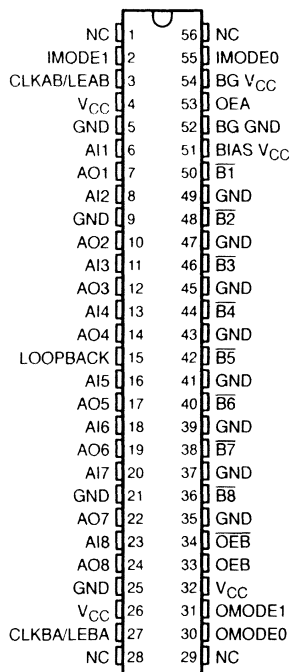 NC 1 56 NC
IMODE1 2 55 IMODE0
CLKAB/LEAB 3 54 BG VCC
VCC 4 53 OEA
GND 5 52 BG GND
AI1 6 51 BIAS VCC
AO1 7 50 B1
AI2 8 49 GND
GND 9 48 B2
AO2 10 47 GND
AI3 11 46 B3
AO3 12 45 GND
AI4 13 44 B4
AO4 14 43 GND
LOOPBACK 15 42 B5
AI5 16 41 GND
AO5 17 40 B6
AI6 18 39 GND
AO6 19 38 B7
AI7 20 37 GND
GND 21 36 B8
AO7 22 35 GND
AI8 23 34 OEB
AO8 24 33 OEB
GND 25 32 VCC
VCC 26 31 OMODE1
CLKBA/LEBA 27 30 OMODE0
NC 28 29 NC